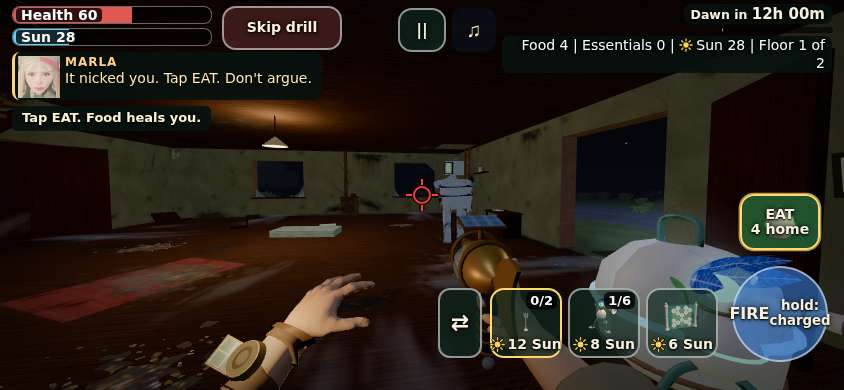 Health 60
Sun 28
Skip drill
||
♫
Dawn in 12h 00m
Food 4 | Essentials 0 | ☀ Sun 28 | Floor 1 of
2
MARLA
It nicked you. Tap EAT. Don't argue.
Tap EAT. Food heals you.
EAT
4 home
⇄
0/2
☀12 Sun
1/6
☀8 Sun
☀6 Sun
FIRE
hold:
charged